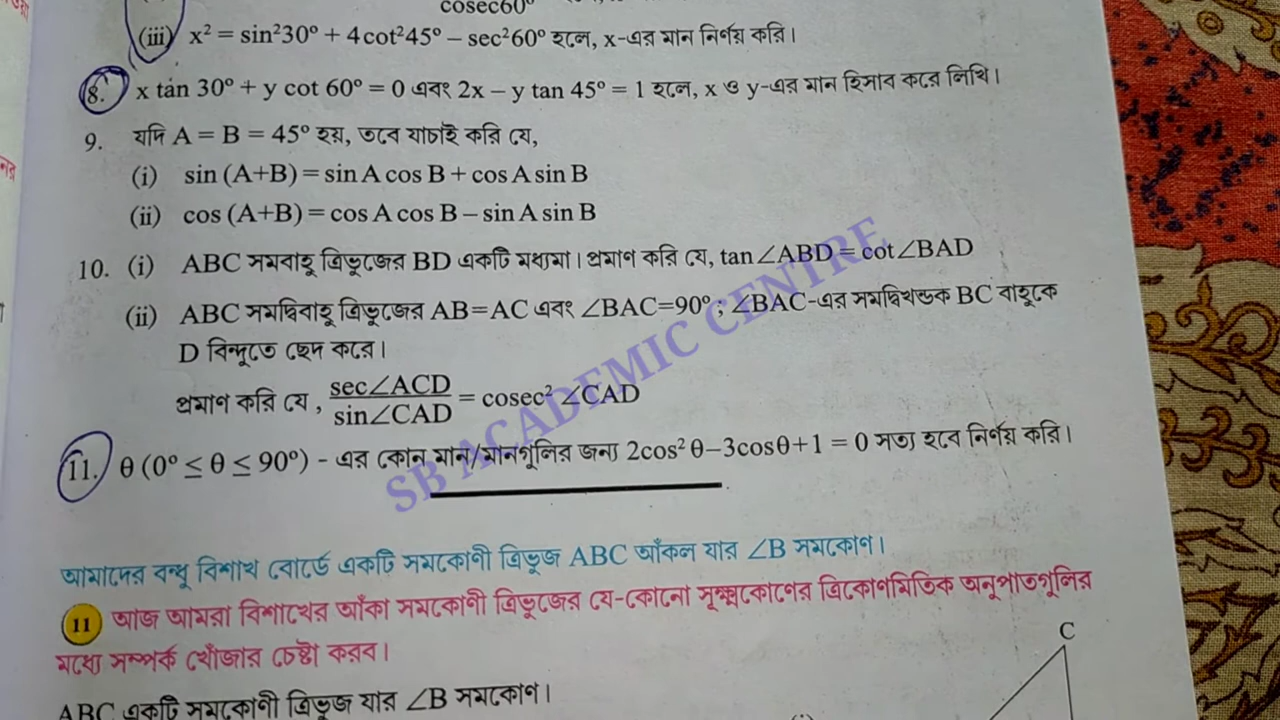 cosec60°
(iii) x² = sin²30° + 4cot²45° – sec²60° হলে, x-এর মান নির্ণয় করি।
8. x tan 30° + y cot 60° = 0 এবং 2x – y tan 45° = 1 হলে, x ও y-এর মান হিসাব করে লিখি।
9. যদি A = B = 45° হয়, তবে যাচাই করি যে,
(i) sin (A+B) = sin A cos B + cos A sin B
(ii) cos (A+B) = cos A cos B – sin A sin B
10. (i) ABC সমবাহু ত্রিভুজের BD একটি মধ্যমা। প্রমাণ করি যে, tan ∠ABD = cot ∠BAD
(ii) ABC সমদ্বিবাহু ত্রিভুজের AB=AC এবং ∠BAC=90° ; ∠BAC-এর সমদ্বিখন্ডক BC বাহুকে
D বিন্দুতে ছেদ করে।
প্রমাণ করি যে , sec∠ACD / sin∠CAD = cosec² ∠CAD
11. θ (0° ≤ θ ≤ 90°) - এর কোন মান/মানগুলির জন্য 2cos² θ–3cosθ+1 = 0 সত্য হবে নির্ণয় করি।
SB ACADEMIC CENTRE
আমাদের বন্ধু বিশাখ বোর্ডে একটি সমকোণী ত্রিভুজ ABC আঁকল যার ∠B সমকোণ।
11 আজ আমরা বিশাখের আঁকা সমকোণী ত্রিভুজের যে-কোনো সূক্ষ্মকোণের ত্রিকোণমিতিক অনুপাতগুলির
মধ্যে সম্পর্ক খোঁজার চেষ্টা করব।
C
ABC একটি সমকোণী ত্রিভুজ যার ∠B সমকোণ।